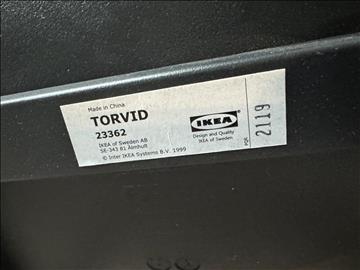 Made in China
TORVID
23362
IKEA of Sweden AB
SE-343 81 Älmhult
© Inter IKEA Systems B.V. 1999
IKEA
Design and Quality
IKEA of Sweden
PQR
2119